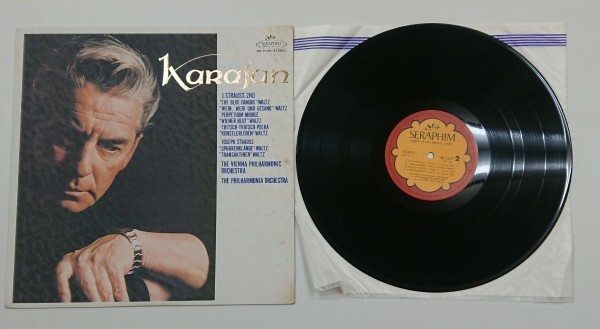 SERAPHIM
Karajan
J.STRAUSS 2ND
"THE BLUE DANUBE" WALTZ
"WEIN, WEIB UND GESANG" WALTZ
PERPETUUM MOBILE
"WIENER BLUT" WALTZ
TRITSCH-TRATSCH POLKA
"KÜNSTLERLEBEN" WALTZ
JOSEPH STRAUSS
"SPHÄRENKLÄNGE" WALTZ
"TRANSAKTIONEN" WALTZ
THE VIENNA PHILHARMONIC
ORCHESTRA
THE PHILHARMONIA ORCHESTRA
SERAPHIM
2